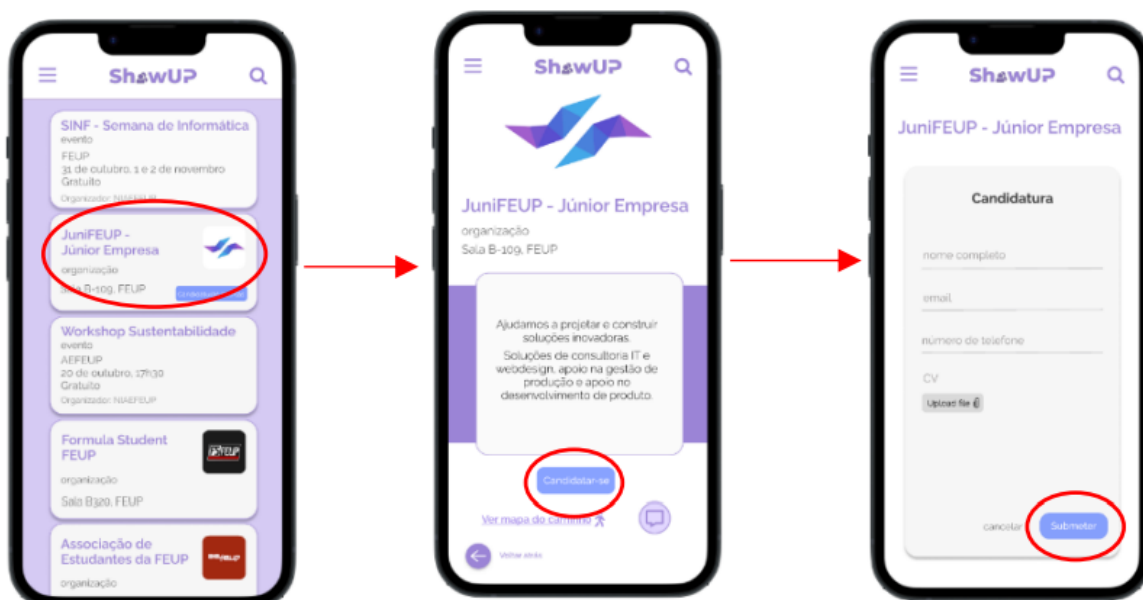 ShowUP
SINF - Semana de Informática
evento
FEUP
31 de outubro, 1 e 2 de novembro
Gratuito
Organizador: NIAEFEUP
JuniFEUP -
Júnior Empresa
organização
Sala B-109, FEUP
Workshop Sustentabilidade
evento
AEFEUP
20 de outubro, 17h30
Gratuito
Organizador: NIAEFEUP
Formula Student
FEUP
organização
Sala B320, FEUP
Associação de
Estudantes da FEUP
organização
ShowUP
JuniFEUP - Júnior Empresa
organização
Sala B-109, FEUP
Ajudamos a projetar e construir
soluções inovadoras.
Soluções de consultoria IT e
webdesign, apoio na gestão de
produção e apoio no
desenvolvimento de produto.
Candidatar-se
Ver mapa do caminho
Voltar atrás
ShowUP
JuniFEUP - Júnior Empresa
Candidatura
nome completo
email
número de telefone
CV
Upload file
cancelar
Submeter